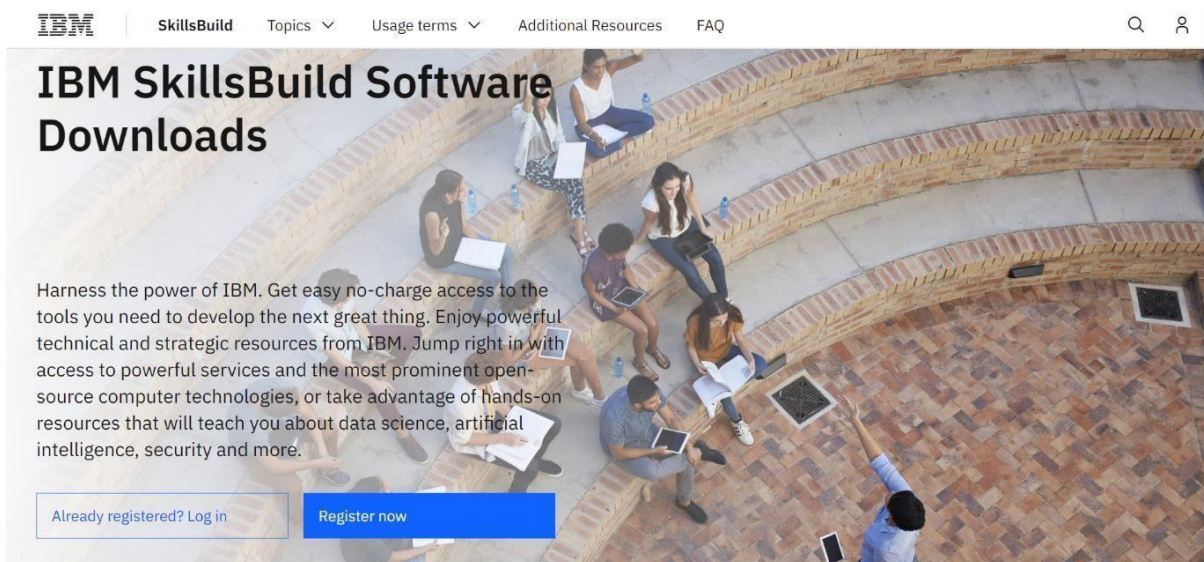 IBM
SkillsBuild
Topics
Usage terms
Additional Resources
FAQ
IBM SkillsBuild Software
Downloads
Harness the power of IBM. Get easy no-charge access to the
tools you need to develop the next great thing. Enjoy powerful
technical and strategic resources from IBM. Jump right in with
access to powerful services and the most prominent open-
source computer technologies, or take advantage of hands-on
resources that will teach you about data science, artificial
intelligence, security and more.
Already registered? Log in
Register now